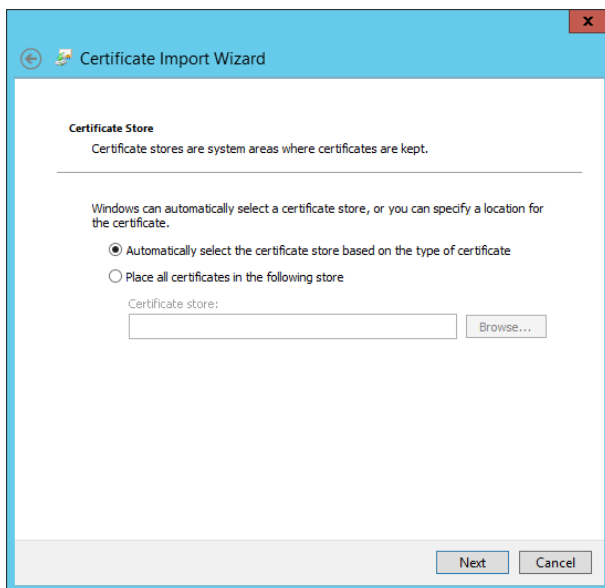 x
Certificate Import Wizard
Certificate Store
Certificate stores are system areas where certificates are kept.
Windows can automatically select a certificate store, or you can specify a location for
the certificate.
Automatically select the certificate store based on the type of certificate
Place all certificates in the following store
Certificate store:
Browse...
Next Cancel